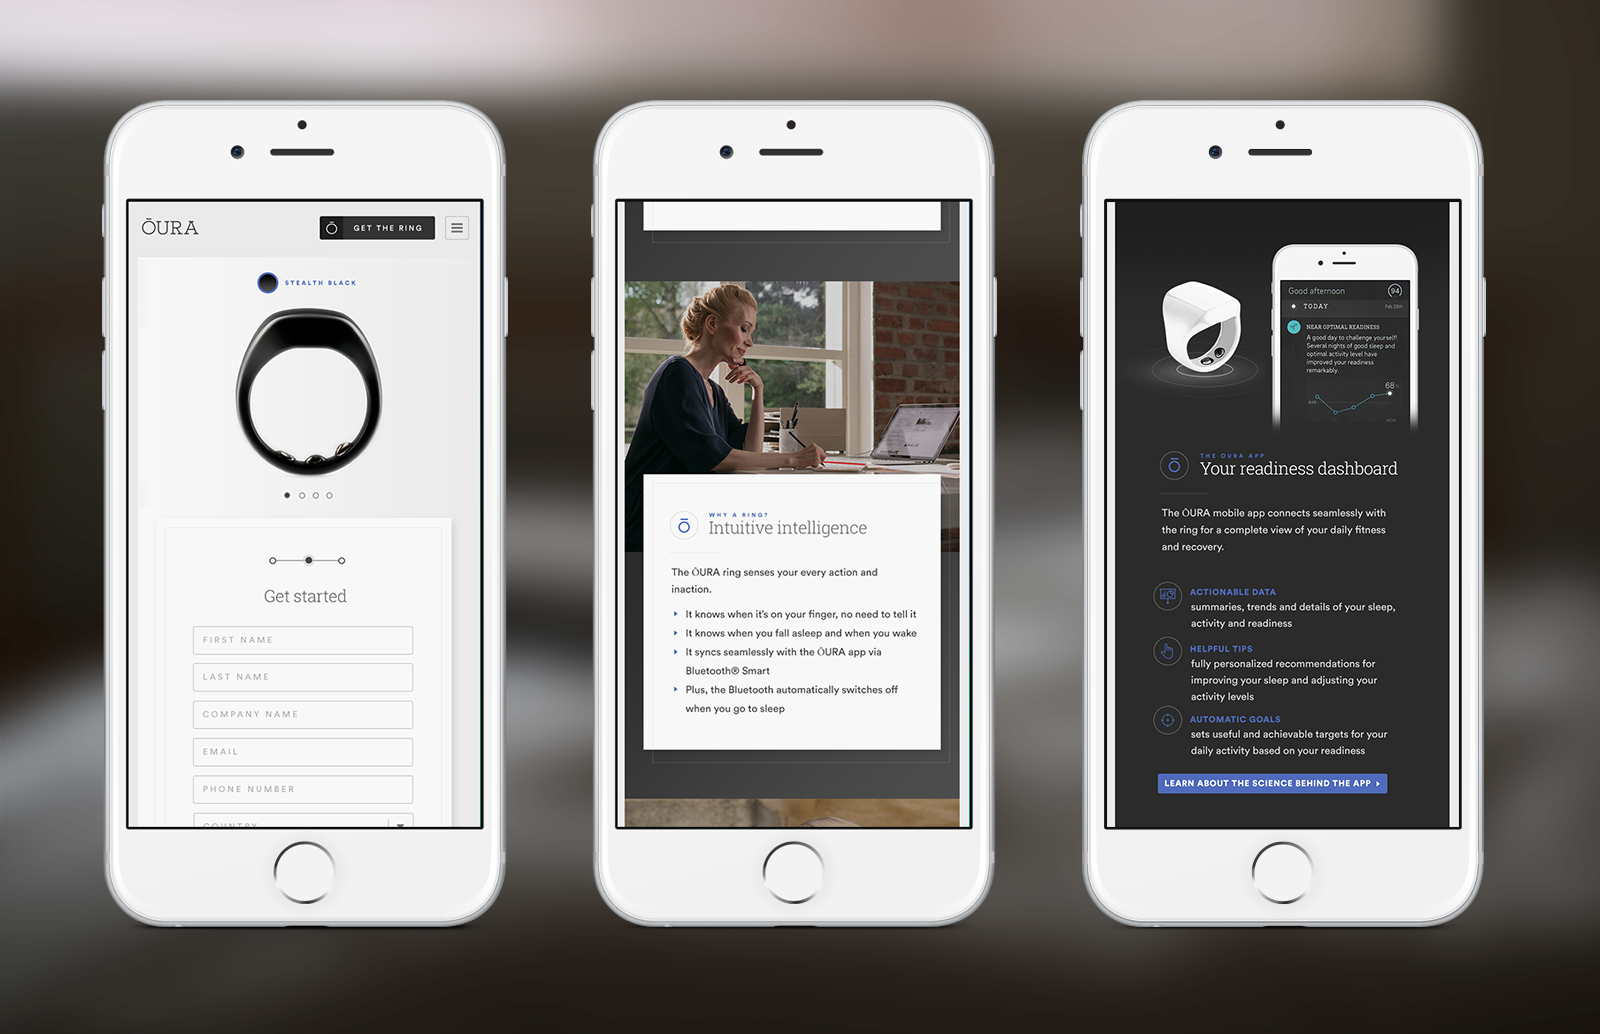 ŌURA
GET THE RING
STEALTH BLACK
Get started
FIRST NAME
LAST NAME
COMPANY NAME
EMAIL
PHONE NUMBER
COUNTRY
WHY A RING?
Intuitive intelligence
The ŌURA ring senses your every action and
inaction.
It knows when it's on your finger, no need to tell it
It knows when you fall asleep and when you wake
It syncs seamlessly with the ŌURA app via
Bluetooth® Smart
Plus, the Bluetooth automatically switches off
when you go to sleep
Good afternoon
94
TODAY
Feb 28th
NEAR OPTIMAL READINESS
A good day to challenge yourself!
Several nights of good sleep and
optimal activity level have
improved your readiness
remarkably.
68
THE OURA APP
Your readiness dashboard
The ŌURA mobile app connects seamlessly with
the ring for a complete view of your daily fitness
and recovery.
ACTIONABLE DATA
summaries, trends and details of your sleep,
activity and readiness
HELPFUL TIPS
fully personalized recommendations for
improving your sleep and adjusting your
activity levels
AUTOMATIC GOALS
sets useful and achievable targets for your
daily activity based on your readiness
LEARN ABOUT THE SCIENCE BEHIND THE APP